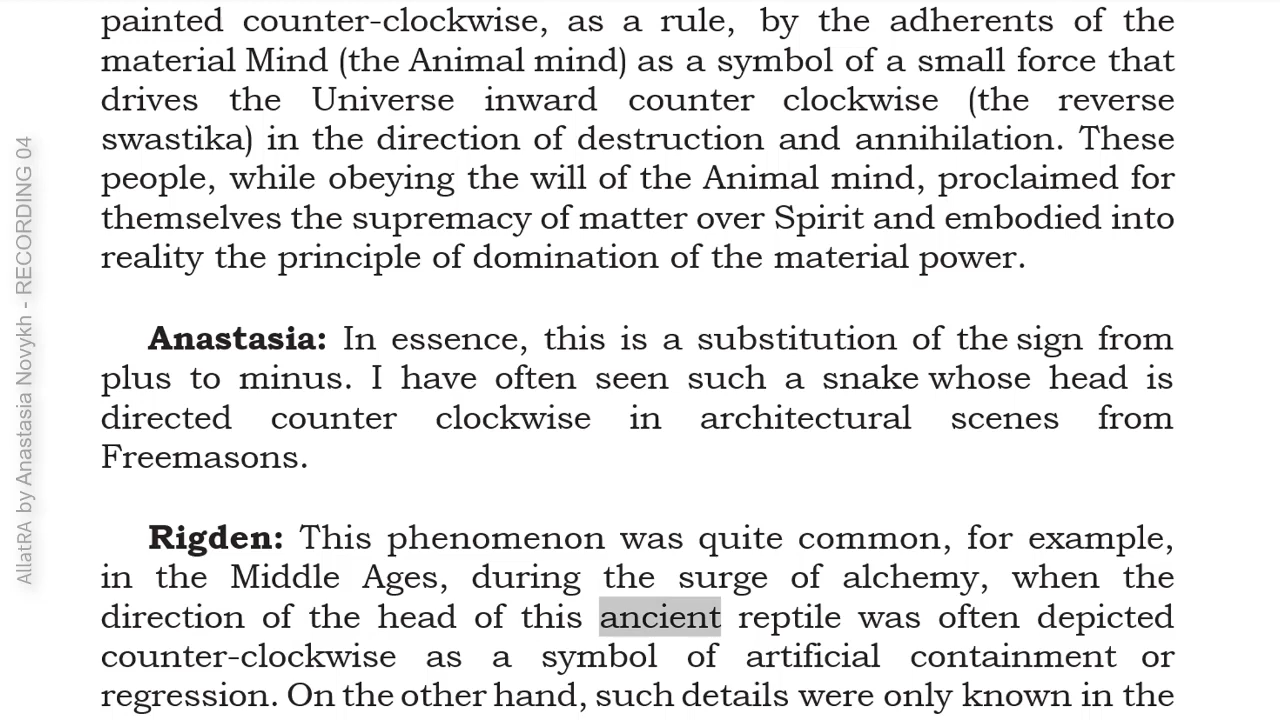 painted counter-clockwise, as a rule, by the adherents of the
material Mind (the Animal mind) as a symbol of a small force that
drives the Universe inward counter clockwise (the reverse
swastika) in the direction of destruction and annihilation. These
people, while obeying the will of the Animal mind, proclaimed for
themselves the supremacy of matter over Spirit and embodied into
reality the principle of domination of the material power.
Anastasia: In essence, this is a substitution of the sign from
plus to minus. I have often seen such a snake whose head is
directed counter clockwise in architectural scenes from
Freemasons.
Rigden: This phenomenon was quite common, for example,
in the Middle Ages, during the surge of alchemy, when the
direction of the head of this ancient reptile was often depicted
counter-clockwise as a symbol of artificial containment or
regression. On the other hand, such details were only known in the
AllatRA by Anastasia Novykh - RECORDING 04